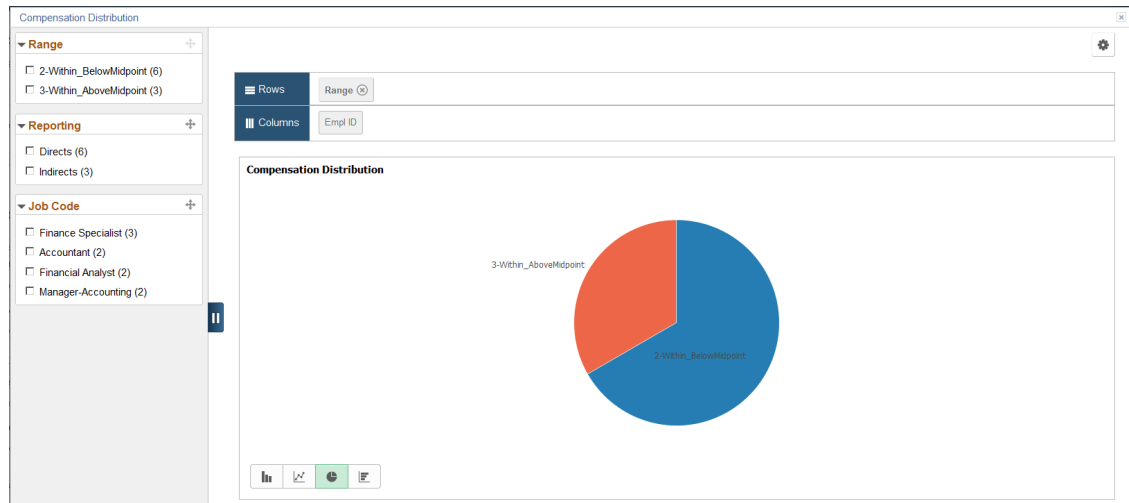 Compensation Distribution
Range
2-Within_BelowMidpoint (6)
3-Within_AboveMidpoint (3)
Reporting
Directs (6)
Indirects (3)
Job Code
Finance Specialist (3)
Accountant (2)
Financial Analyst (2)
Manager-Accounting (2)
Rows
Range
Columns
Empl ID
Compensation Distribution
3-Within_AboveMidpoint
2-Within_BelowMidpoint